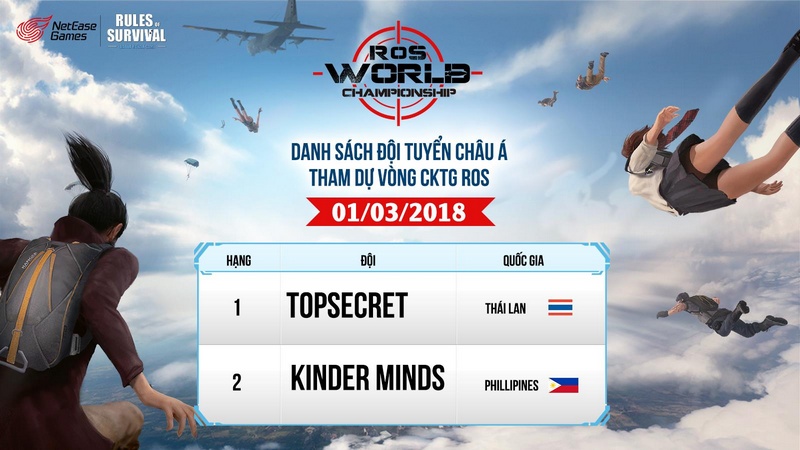 NetEase
Games
RULES OF
SURVIVAL
RoS
WORLD
CHAMPIONSHIP
DANH SÁCH ĐỘI TUYỂN CHÂU Á
THAM DỰ VÒNG CKTG ROS
01/03/2018
HẠNG ĐỘI QUỐC GIA
1 TOPSECRET THÁI LAN
2 KINDER MINDS PHILLIPINES